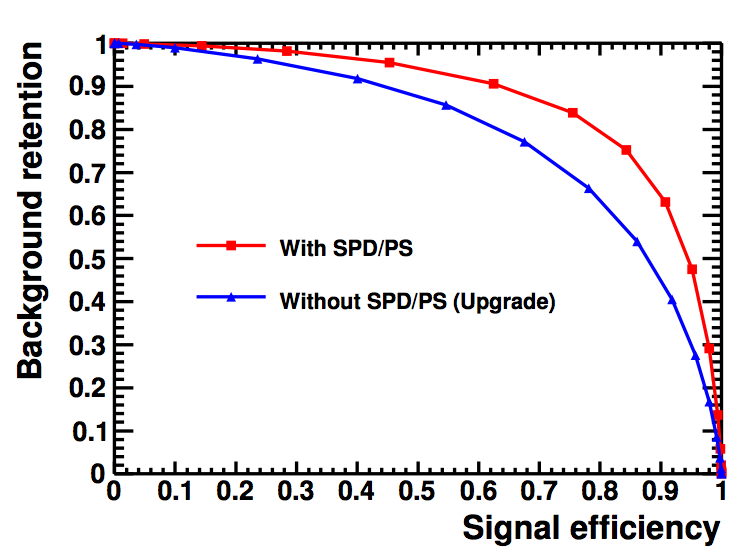 Background retention
1
0.9
0.8
0.7
0.6
0.5
0.4
0.3
0.2
0.1
0
With SPD/PS
Without SPD/PS (Upgrade)
0 0.1 0.2 0.3 0.4 0.5 0.6 0.7 0.8 0.9 1
Signal efficiency